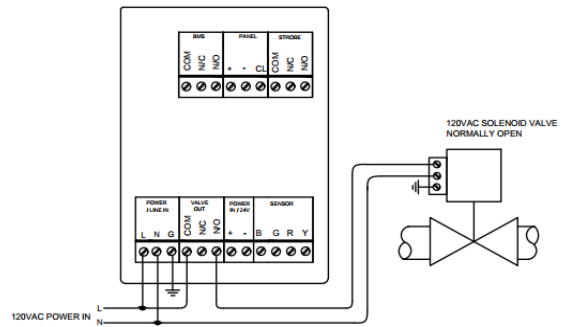 BMS PANEL STROBE
COM N/C N/O + - CL COM N/C N/O
120VAC SOLENOID VALVE
NORMALLY OPEN
POWER
/ LINE IN
VALVE
OUT
POWER
IN / 24V
SENSOR
L N G COM N/C N/O + - B G R Y
L
120VAC POWER IN
N